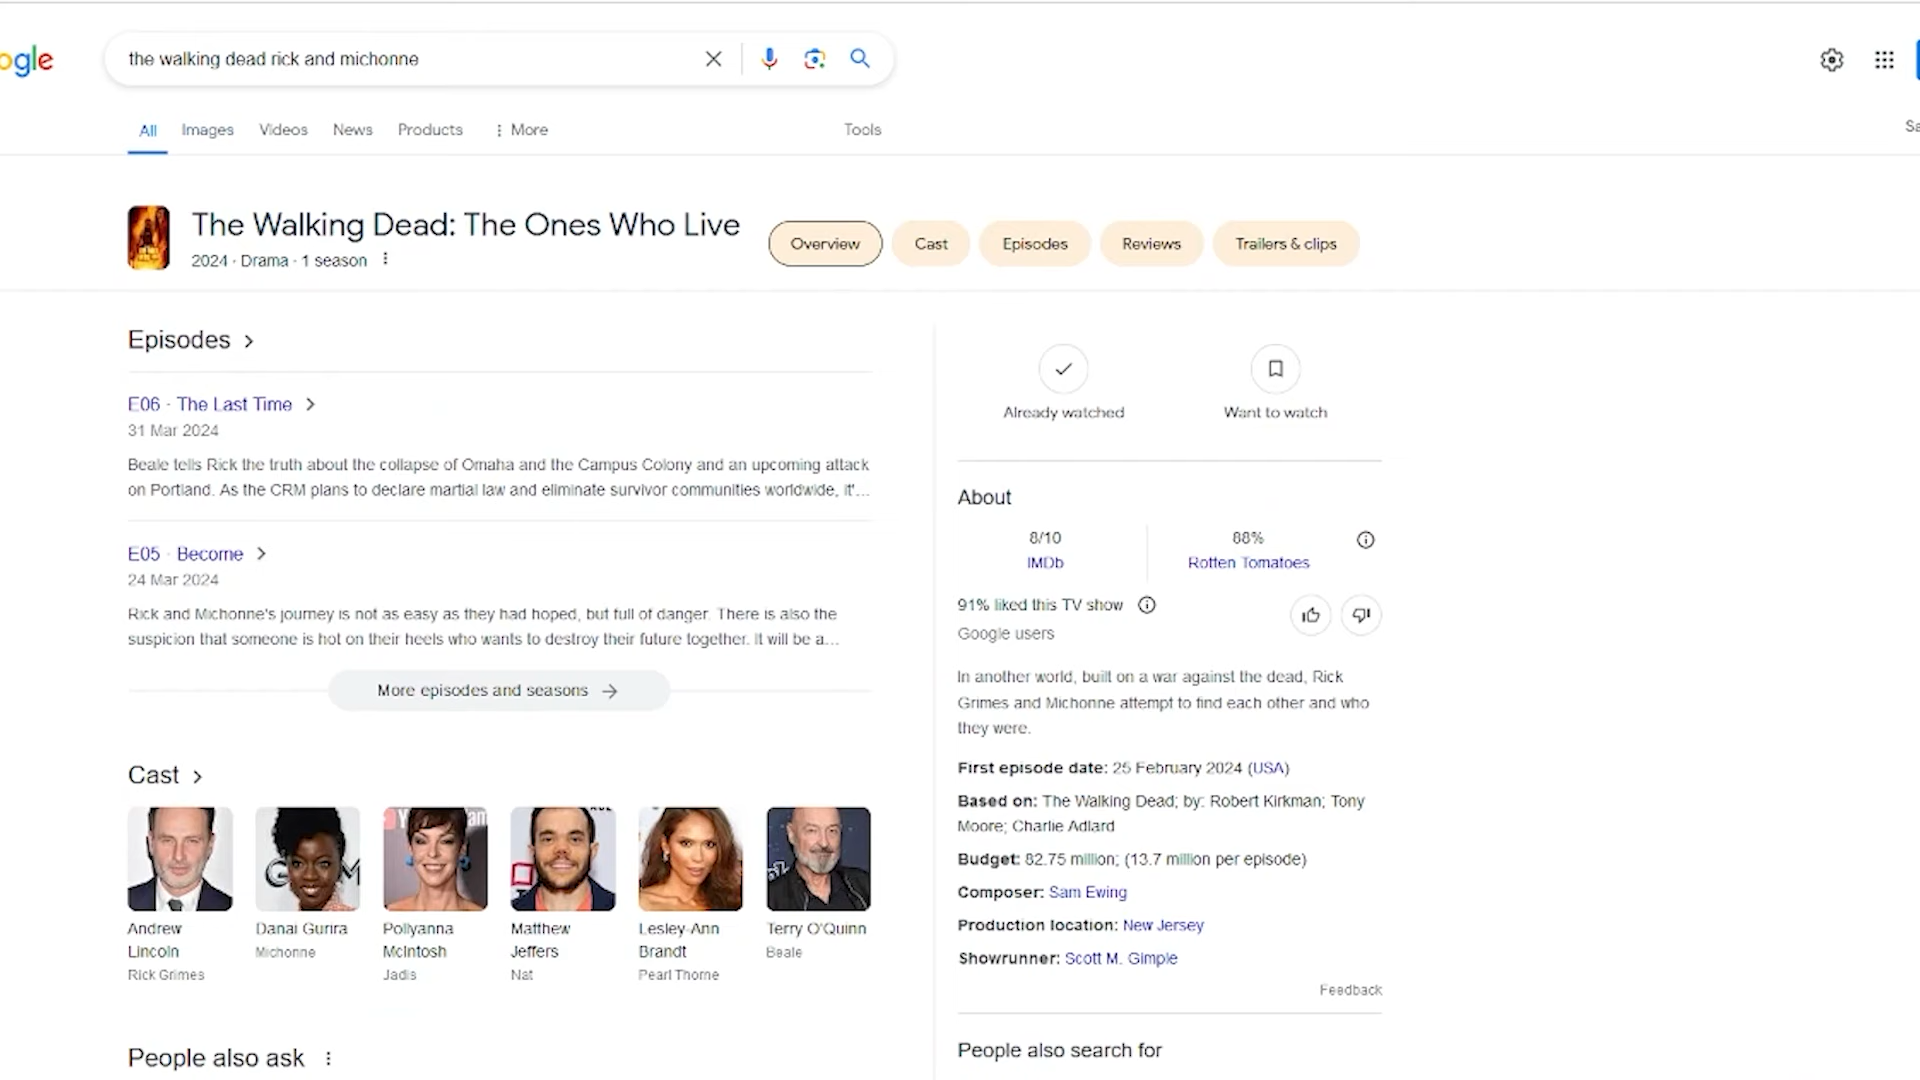 ogle
the walking dead rick and michonne
All
Images
Videos
News
Products
More
Tools
The Walking Dead: The Ones Who Live
2024 · Drama · 1 season
Overview
Cast
Episodes
Reviews
Trailers & clips
Episodes
E06 · The Last Time
31 Mar 2024
Beale tells Rick the truth about the collapse of Omaha and the Campus Colony and an upcoming attack
on Portland. As the CRM plans to declare martial law and eliminate survivor communities worldwide, it'...
E05 · Become
24 Mar 2024
Rick and Michonne's journey is not as easy as they had hoped, but full of danger. There is also the
suspicion that someone is hot on their heels who wants to destroy their future together. It will be a...
More episodes and seasons
Cast
Andrew
Lincoln
Rick Grimes
Danai Gurira
Michonne
Pollyanna
McIntosh
Jadis
Matthew
Jeffers
Nat
Lesley-Ann
Brandt
Pearl Thorne
Terry O'Quinn
Beale
People also ask
Already watched
Want to watch
About
8/10
IMDb
88%
Rotten Tomatoes
91% liked this TV show
Google users
In another world, built on a war against the dead, Rick
Grimes and Michonne attempt to find each other and who
they were.
First episode date: 25 February 2024 (USA)
Based on: The Walking Dead; by: Robert Kirkman; Tony
Moore; Charlie Adlard
Budget: 82.75 million; (13.7 million per episode)
Composer: Sam Ewing
Production location: New Jersey
Showrunner: Scott M. Gimple
Feedback
People also search for